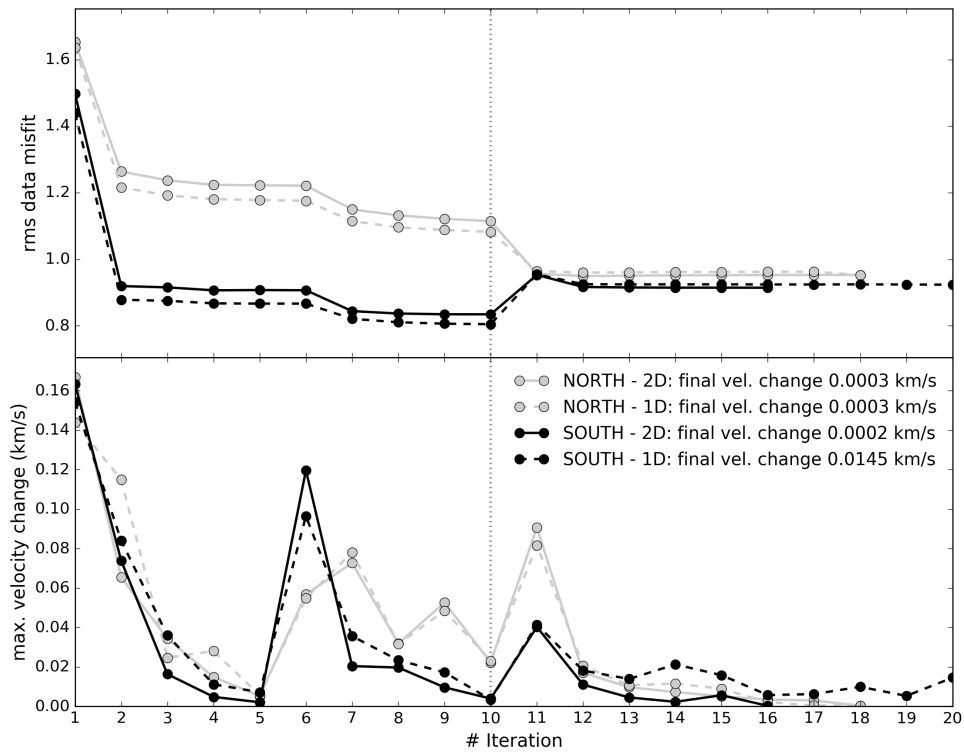 1.6
1.4
1.2
1.0
0.8
rms data misfit
0.16
0.14
0.12
0.10
0.08
0.06
0.04
0.02
0.00
max. velocity change (km/s)
NORTH - 2D: final vel. change 0.0003 km/s
NORTH - 1D: final vel. change 0.0003 km/s
SOUTH - 2D: final vel. change 0.0002 km/s
SOUTH - 1D: final vel. change 0.0145 km/s
1 2 3 4 5 6 7 8 9 10 11 12 13 14 15 16 17 18 19 20
# Iteration